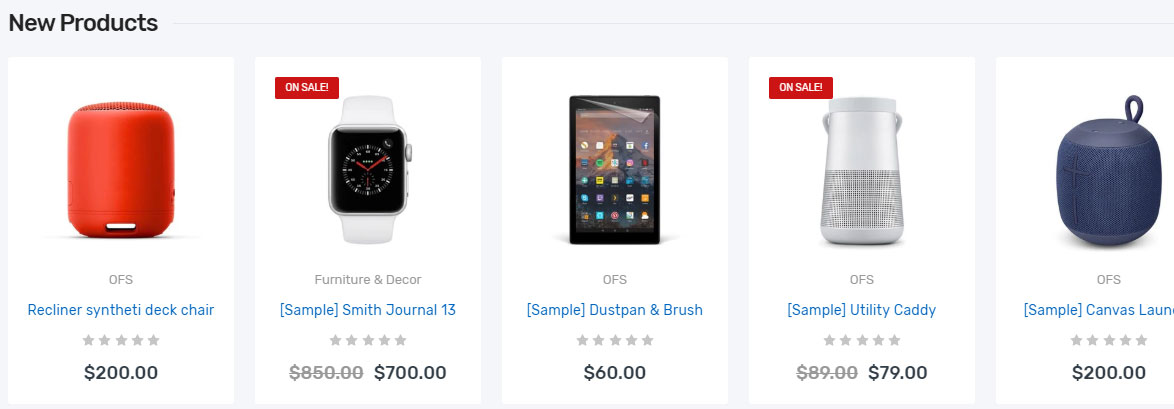 New Products
ON SALE!
ON SALE!
OFS
Furniture & Decor
OFS
OFS
OFS
Recliner syntheti deck chair
[Sample] Smith Journal 13
[Sample] Dustpan & Brush
[Sample] Utility Caddy
[Sample] Canvas
$200.00
$850.00 $700.00
$60.00
$89.00 $79.00
$200.00